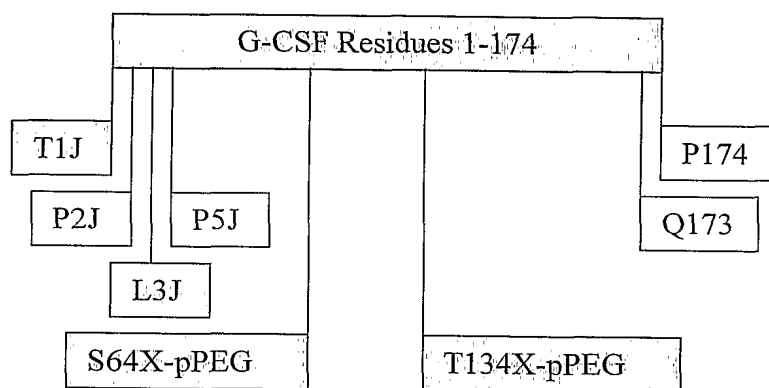 G-CSF Residues 1-174
T1J
P174
P2J
P5J
Q173
L3J
S64X-pPEG
T134X-pPEG